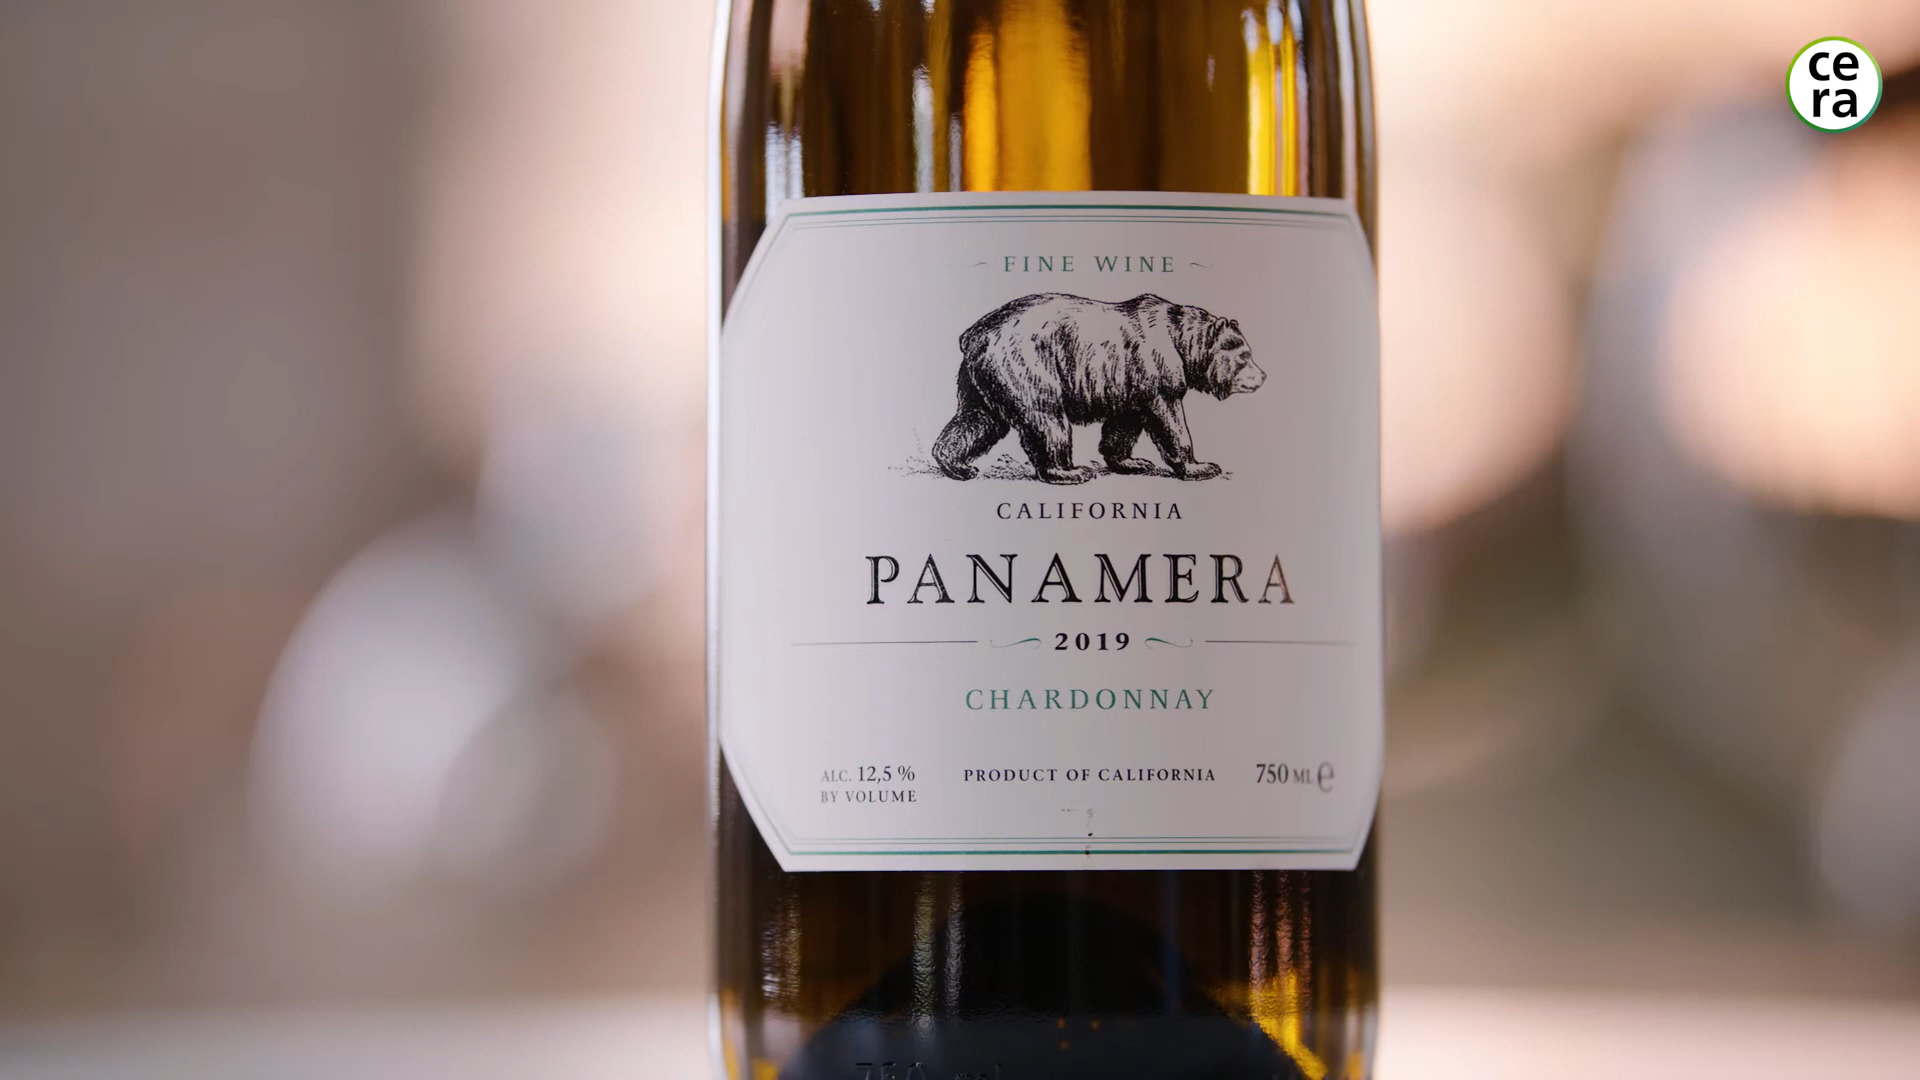 ce
ra
FINE WINE
CALIFORNIA
PANAMERA
2019
CHARDONNAY
ALC. 12,5 %
BY VOLUME
PRODUCT OF CALIFORNIA
750 ML e